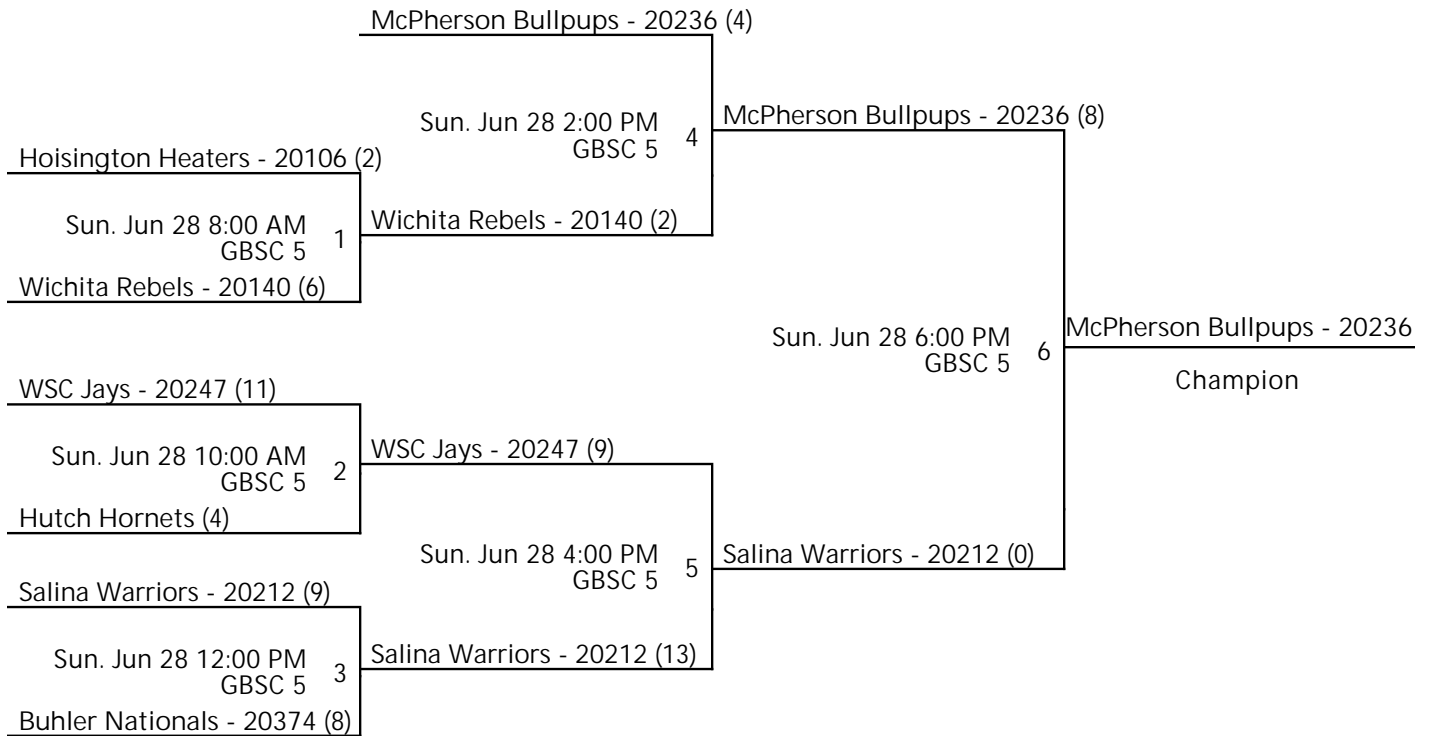 McPherson Bullpups - 20236 (4)
Sun. Jun 28 2:00 PM
GBSC 5
4
McPherson Bullpups - 20236 (8)
Hoisington Heaters - 20106 (2)
Sun. Jun 28 8:00 AM
GBSC 5
1
Wichita Rebels - 20140 (2)
Wichita Rebels - 20140 (6)
Sun. Jun 28 6:00 PM
GBSC 5
6
McPherson Bullpups - 20236
Champion
WSC Jays - 20247 (11)
Sun. Jun 28 10:00 AM
GBSC 5
2
WSC Jays - 20247 (9)
Hutch Hornets (4)
Sun. Jun 28 4:00 PM
GBSC 5
5
Salina Warriors - 20212 (0)
Salina Warriors - 20212 (9)
Sun. Jun 28 12:00 PM
GBSC 5
3
Salina Warriors - 20212 (13)
Buhler Nationals - 20374 (8)